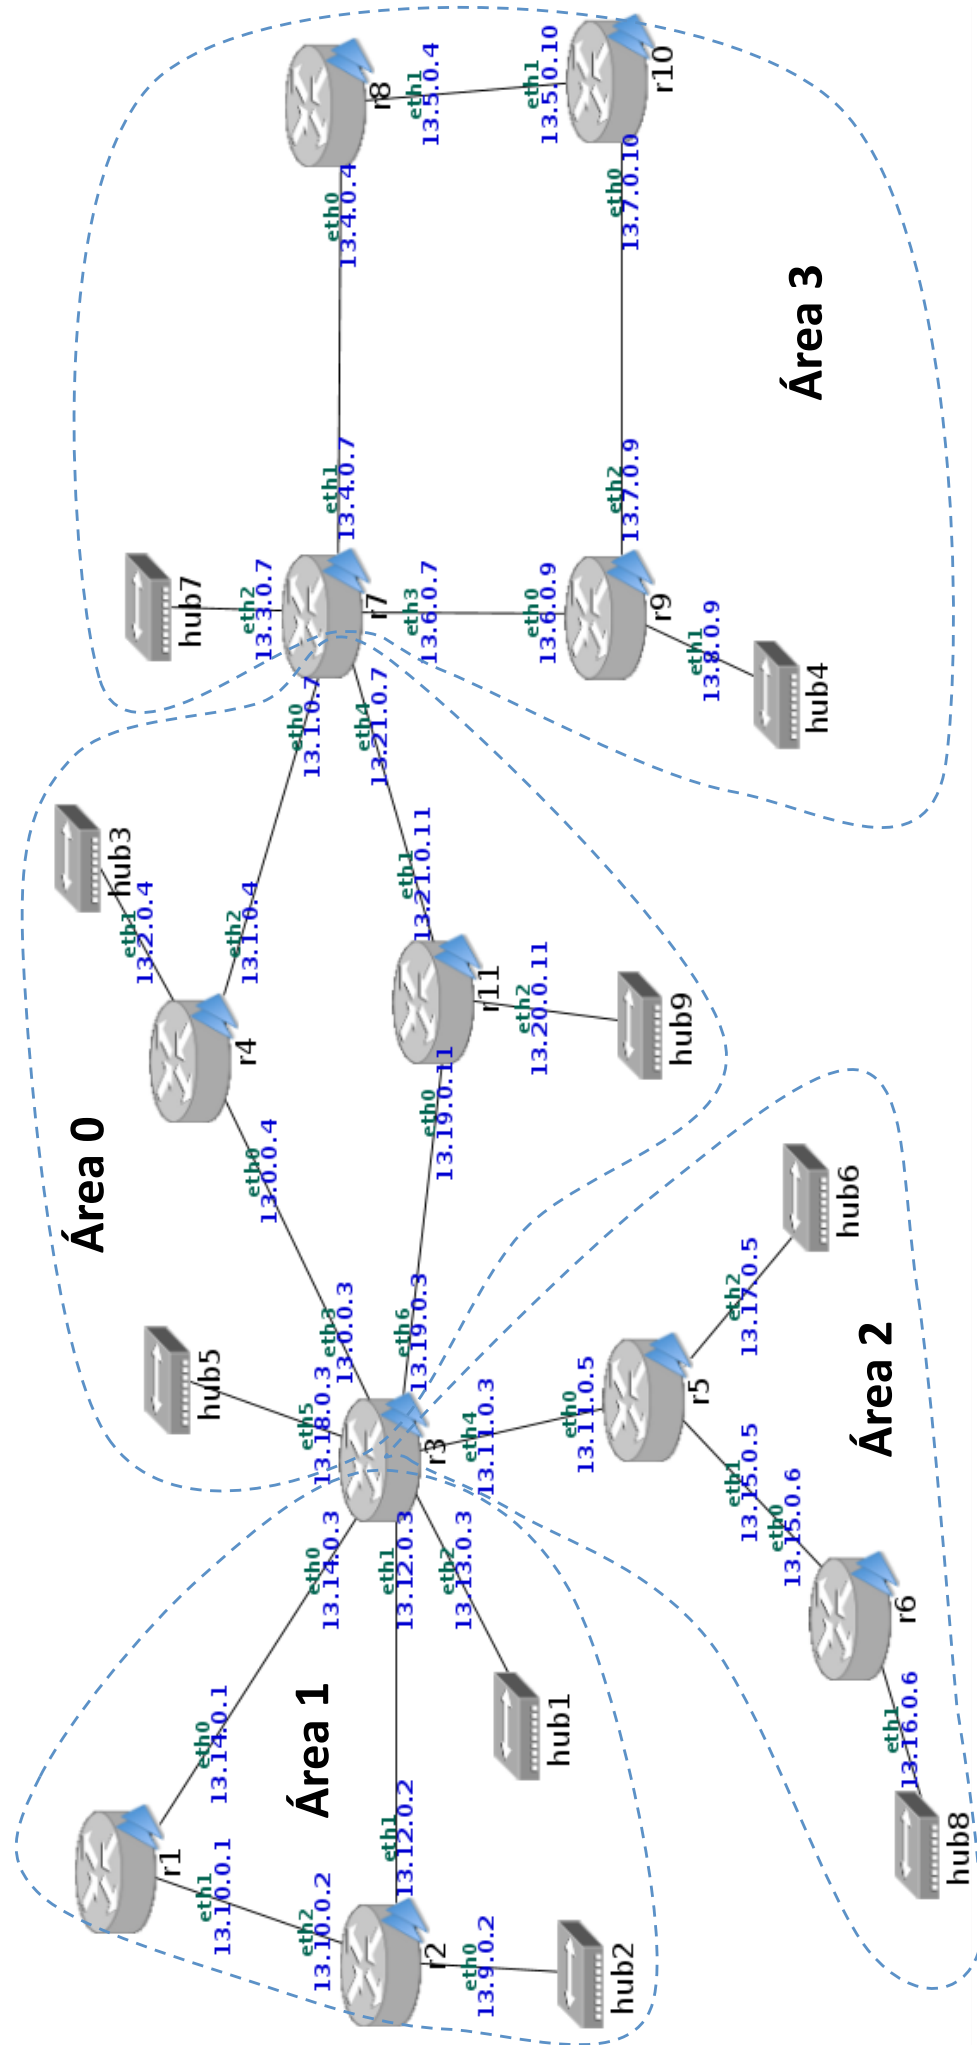 Área 0
Área 1
Área 2
Área 3
r1
eth0
13.14.0.1
eth1
13.10.0.1
r2
eth2
13.10.0.2
eth1
13.12.0.2
eth0
13.9.0.2
hub2
hub1
r3
eth0
13.14.0.3
eth1
13.12.0.3
eth2
13.13.0.3
eth5
13.18.0.3
eth3
13.0.0.3
eth6
13.19.0.3
eth4
13.11.0.3
hub5
r4
eth0
13.0.0.4
eth1
13.2.0.4
eth2
13.1.0.4
hub3
r11
eth0
13.19.0.11
eth1
13.21.0.11
eth2
13.20.0.11
hub9
r5
eth0
13.11.0.5
eth1
13.15.0.5
eth2
13.17.0.5
hub6
r6
eth0
13.15.0.6
eth1
13.16.0.6
hub8
r7
eth0
13.1.0.7
eth4
13.21.0.7
eth2
13.3.0.7
eth1
13.4.0.7
eth3
13.6.0.7
hub7
r8
eth0
13.4.0.4
eth1
13.5.0.4
r9
eth0
13.6.0.9
eth1
13.8.0.9
eth2
13.7.0.9
hub4
r10
eth1
13.5.0.10
eth0
13.7.0.10